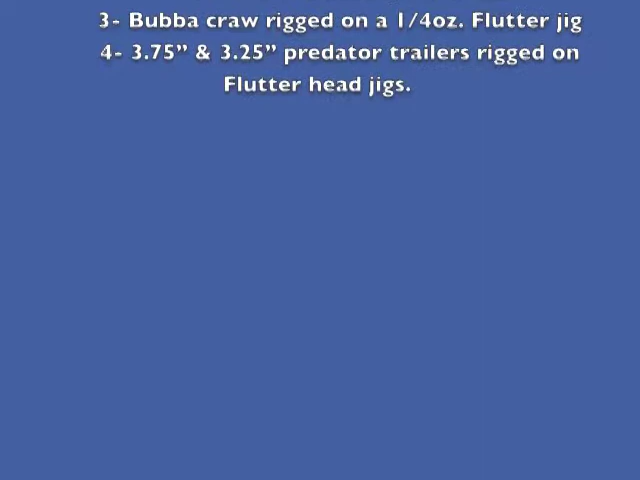 3- Bubba craw rigged on a 1/4oz. Flutter jig
4- 3.75” & 3.25” predator trailers rigged on
Flutter head jigs.